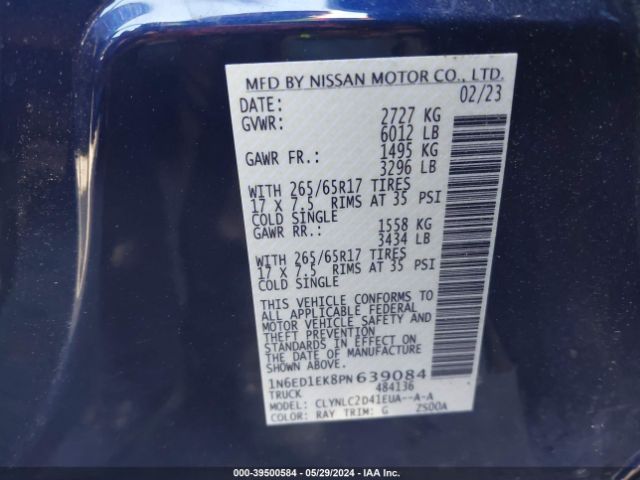 MFD BY NISSAN MOTOR CO., LTD.
DATE: 02/23
GVWR: 2727 KG
6012 LB
GAWR FR.: 1495 KG
3296 LB
WITH 265/65R17 TIRES
17 X 7.5 RIMS AT 35 PSI
COLD SINGLE
GAWR RR.: 1558 KG
3434 LB
WITH 265/65R17 TIRES
17 X 7.5 RIMS AT 35 PSI
COLD SINGLE
THIS VEHICLE CONFORMS TO
ALL APPLICABLE FEDERAL
MOTOR VEHICLE SAFETY AND
THEFT PREVENTION
STANDARDS IN EFFECT ON
THE DATE OF MANUFACTURE
SHOWN ABOVE.
1N6ED1EK8PN639084
TRUCK 484136
MODEL: CLYNLC2D41EUA--A-A
COLOR: RAY TRIM: G ZS00A
000-39500584 - 05/29/2024 - IAA Inc.